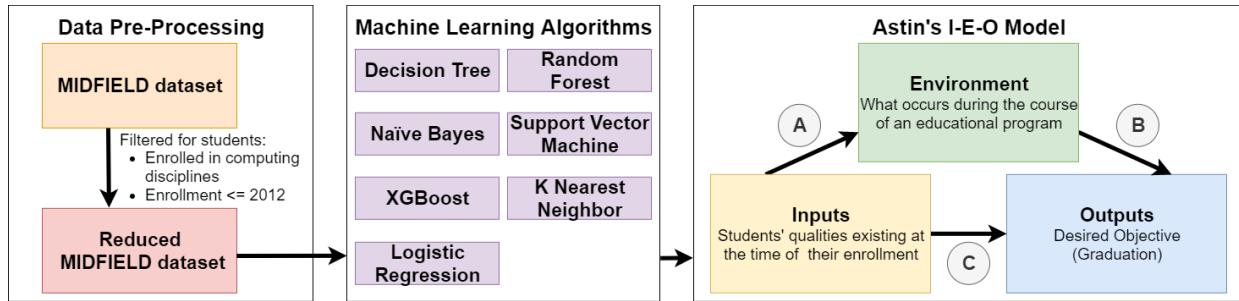 Data Pre-Processing
MIDFIELD dataset
Filtered for students:
• Enrolled in computing
disciplines
• Enrollment <= 2012
Reduced
MIDFIELD dataset
Machine Learning Algorithms
Decision Tree
Random
Forest
Naïve Bayes
Support Vector
Machine
XGBoost
K Nearest
Neighbor
Logistic
Regression
Astin's I-E-O Model
Environment
What occurs during the course
of an educational program
A
B
Inputs
Students' qualities existing at
the time of their enrollment
C
Outputs
Desired Objective
(Graduation)